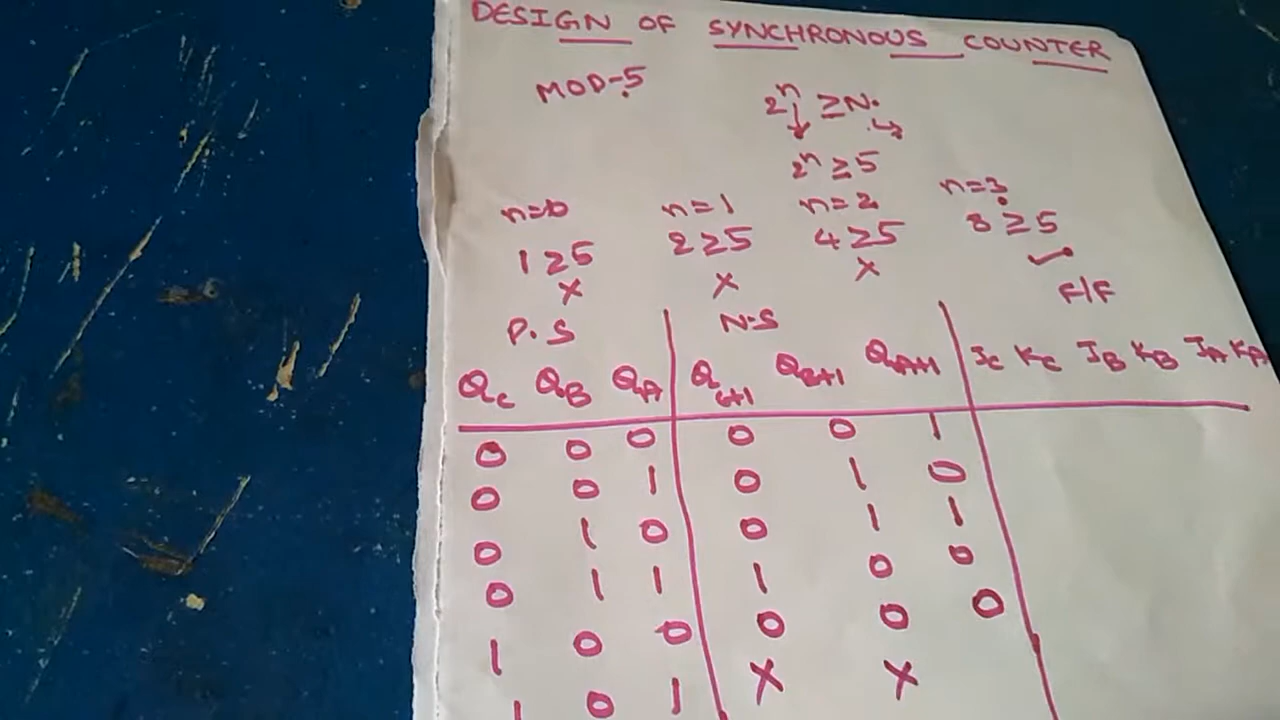 DESIGN OF SYNCHRONOUS COUNTER
MOD-5
2ⁿ ≥ N.
2ⁿ ≥ 5
n=0 n=1 n=2 n=3
1 ≥ 5 2 ≥ 5 4 ≥ 5 8 ≥ 5
X X X ✓
F/F
P.S N.S
Qc QB QA Qc+1 QB+1 QA+1 Jc Kc JB KB JA KA
0 0 0 0 0 1
0 0 1 0 1 0
0 1 0 0 1 1
0 1 1 1 0 0
1 0 0 0 0 0
1 0 1 X X